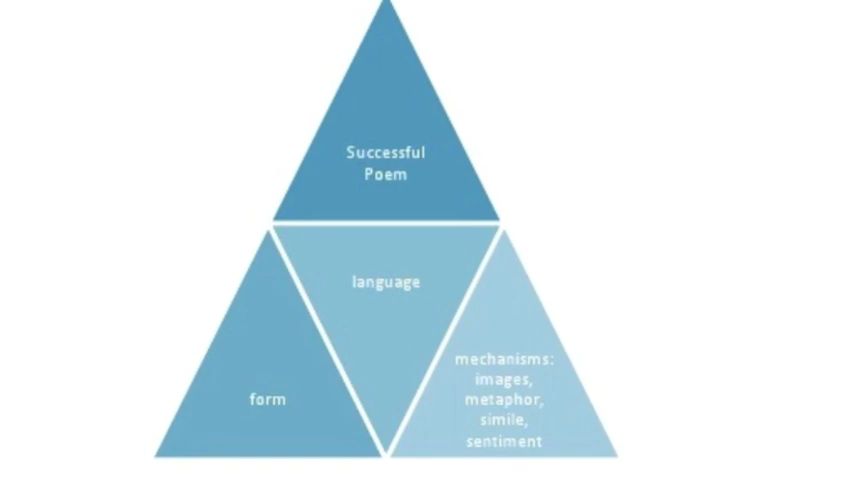 Successful
Poem
language
form
mechanisms:
images,
metaphor,
simile,
sentiment